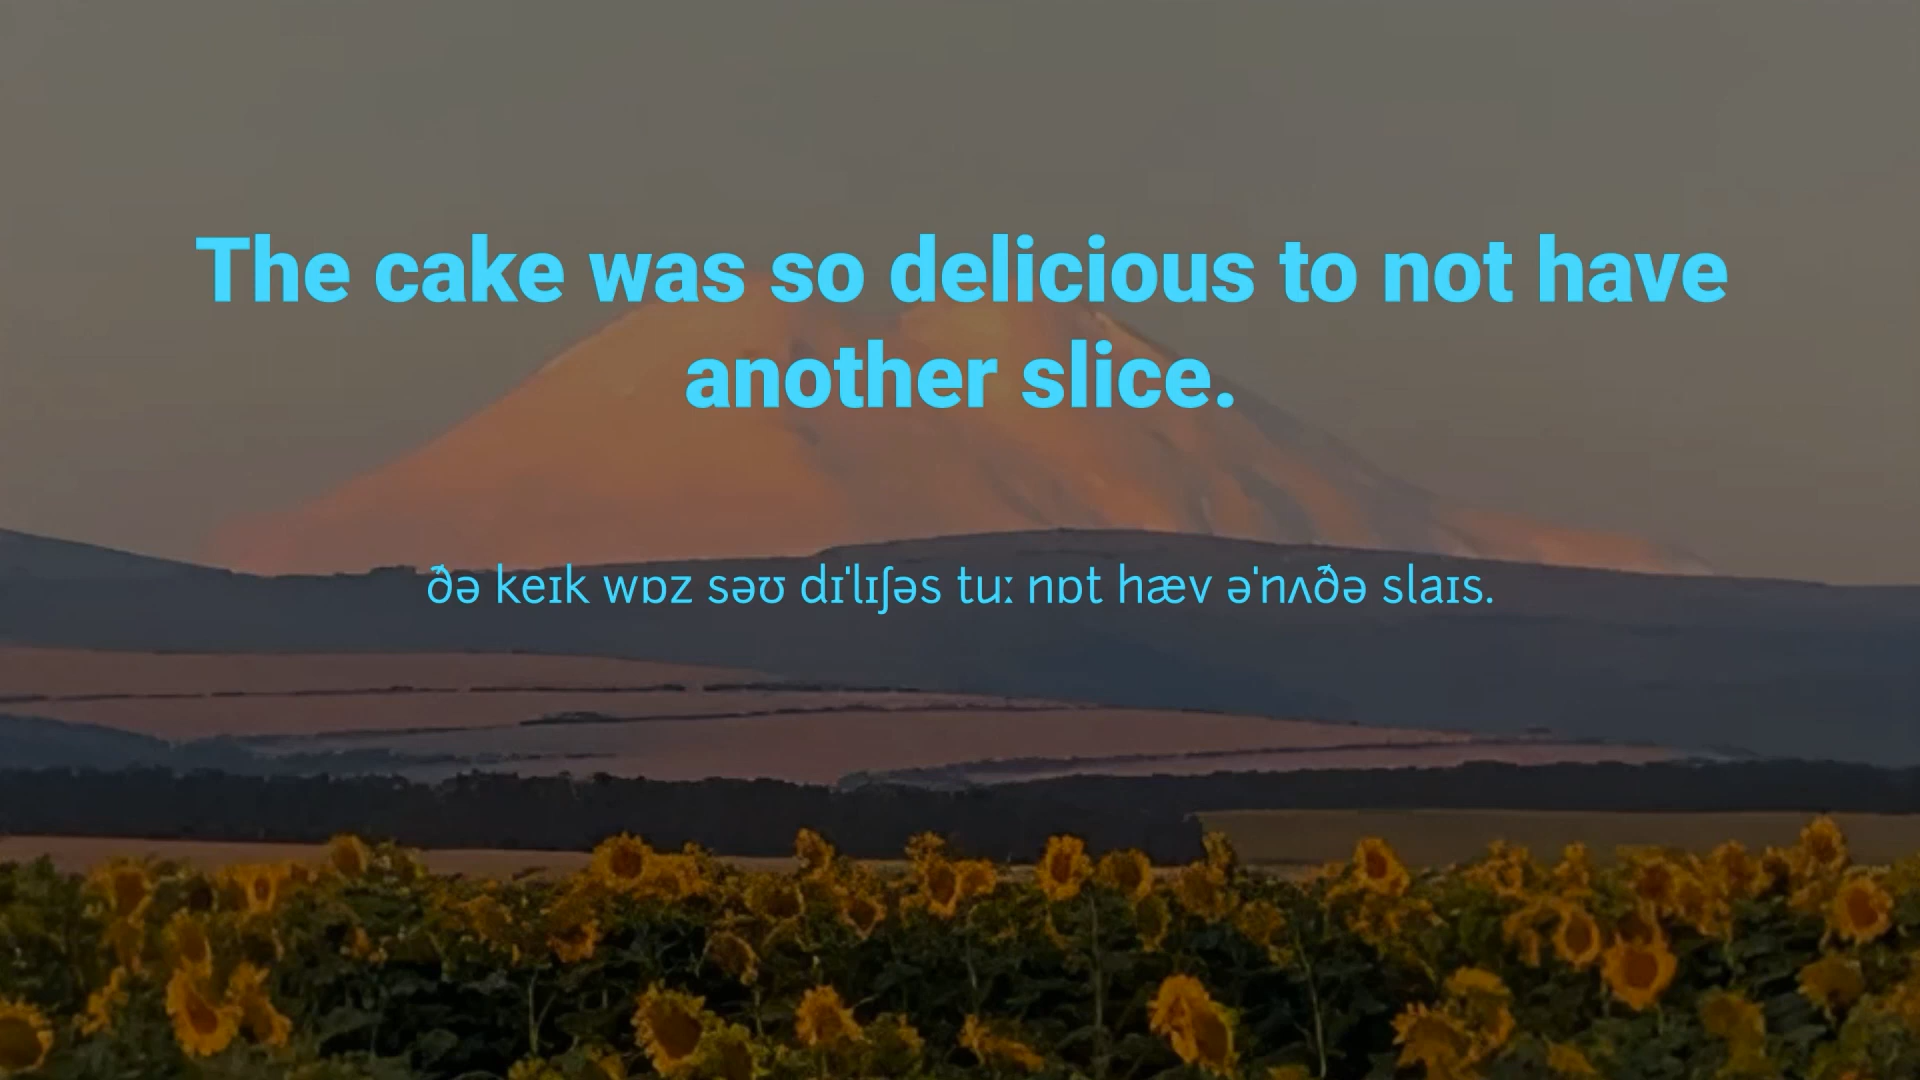 The cake was so delicious to not have
another slice.
ðə keɪk wɒz səʊ dɪˈlɪʃəs tuː nɒt hæv əˈnʌðə slaɪs.